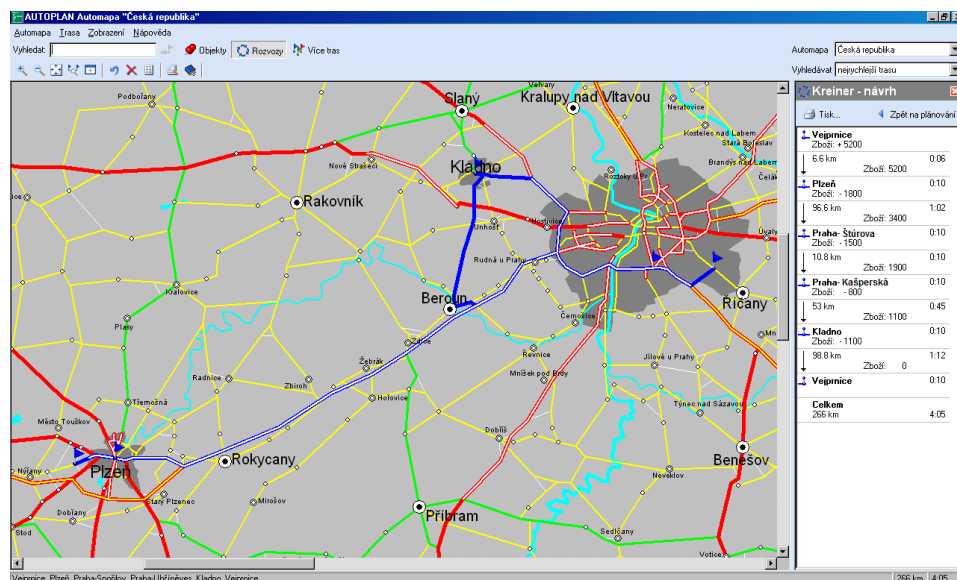 AUTOPLAN Automapa "Česká republika"
Automapa Trasa Zobrazení Nápověda
Vyhledat
Objekty
Rozvozy
Více tras
Automapa Česká republika
Vyhledávat nejrychlejší trasu
Kreiner - návrh
Tisk...
Zpět na plánování
Vejprnice
Zboží: + 5200
6.6 km 0:06
Zboží: 5200
Plzeň 0:10
Zboží: - 1800
96.6 km 1:02
Zboží: 3400
Praha- Štúrova 0:10
Zboží: - 1500
10.8 km 0:10
Zboží: 1900
Praha- Kašperská 0:10
Zboží: - 800
53 km 0:45
Zboží: 1100
Kladno 0:10
Zboží: - 1100
98.8 km 1:12
Zboží: 0
Vejprnice 0:10
Celkem
266 km 4:05
Podbořany
Slaný
Velvary
Kralupy nad Vltavou
Neratovice
Kostelec nad Labem
Stará Boleslav
Brandýs nad Labem
Nové Strašecí
Kladno
Roztoky u Pr
Rakovník
Unhošť
Hostivice
Úvaly
Rudná u Prahy
Kralovice
Beroun
Říčany
Černošice
Plasy
Zdice
Řevnice
Jílové u Prahy
Žebrák
Mníšek pod Brdy
Radnice
Zbiroh
Hořovice
Týnec nad Sázavou
Třemošná
Město Touškov
Dobříš
Plzeň
Rokycany
Benešov
Nýřany
Neveklov
Starý Plzenec
Mirošov
Příbram
Dobřany
Stod
Sedlčany
Votice
Vejprnice, Plzeň, Praha-Spořilov, Praha-Uhříněves, Kladno, Vejprnice
266 km 4:05